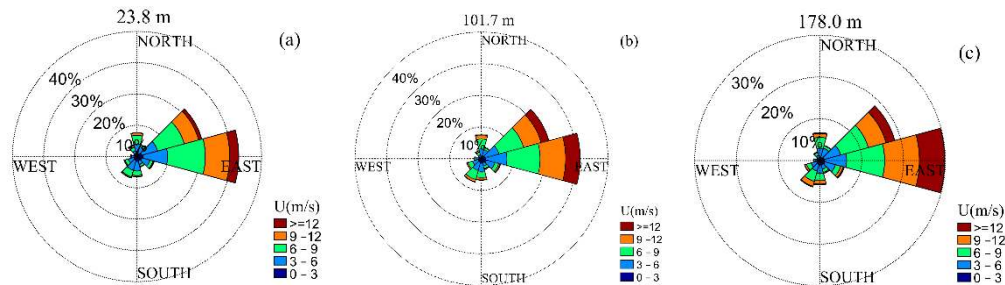 23.8 m
(a)
NORTH
40%
30%
20%
10%
WEST
EAST
SOUTH
U(m/s)
>=12
9 – 12
6 – 9
3 – 6
0 – 3
101.7 m
(b)
NORTH
40%
30%
20%
10%
WEST
EAST
SOUTH
U(m/s)
>=12
9 – 12
6 – 9
3 – 6
0 – 3
178.0 m
(c)
NORTH
30%
20%
10%
WEST
EAST
SOUTH
U(m/s)
>=12
9 – 12
6 – 9
3 – 6
0 – 3